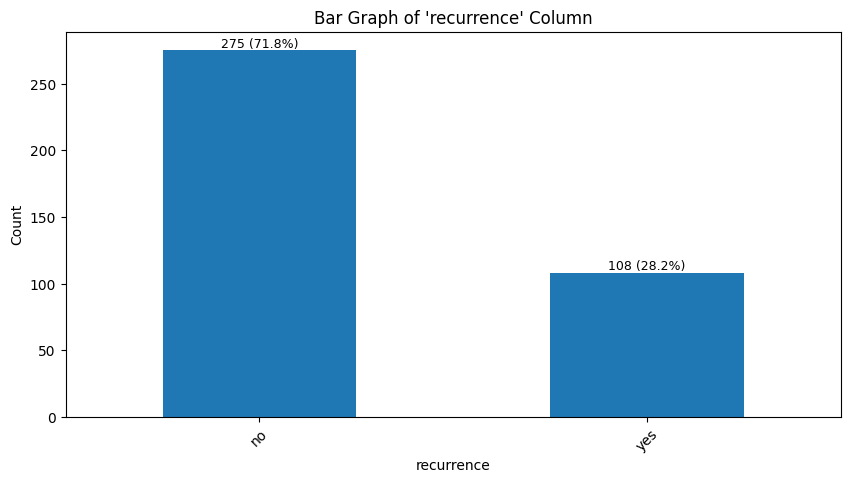 Bar Graph of 'recurrence' Column
275 (71.8%)
108 (28.2%)
250
200
150
100
50
0
Count
no
yes
recurrence